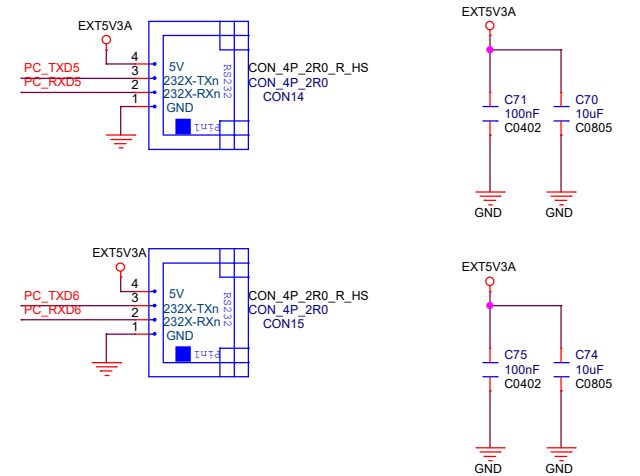 EXT5V3A
4
PC_TXD5
3
PC_RXD5
2
1
5V
232X-TXn
232X-RXn
GND
RS232
Pin1
CON_4P_2R0_R_HS
CON_4P_2R0
CON14
EXT5V3A
C71
100nF
C0402
C70
10uF
C0805
GND
GND
EXT5V3A
4
PC_TXD6
3
PC_RXD6
2
1
5V
232X-TXn
232X-RXn
GND
RS232
Pin1
CON_4P_2R0_R_HS
CON_4P_2R0
CON15
EXT5V3A
C75
100nF
C0402
C74
10uF
C0805
GND
GND